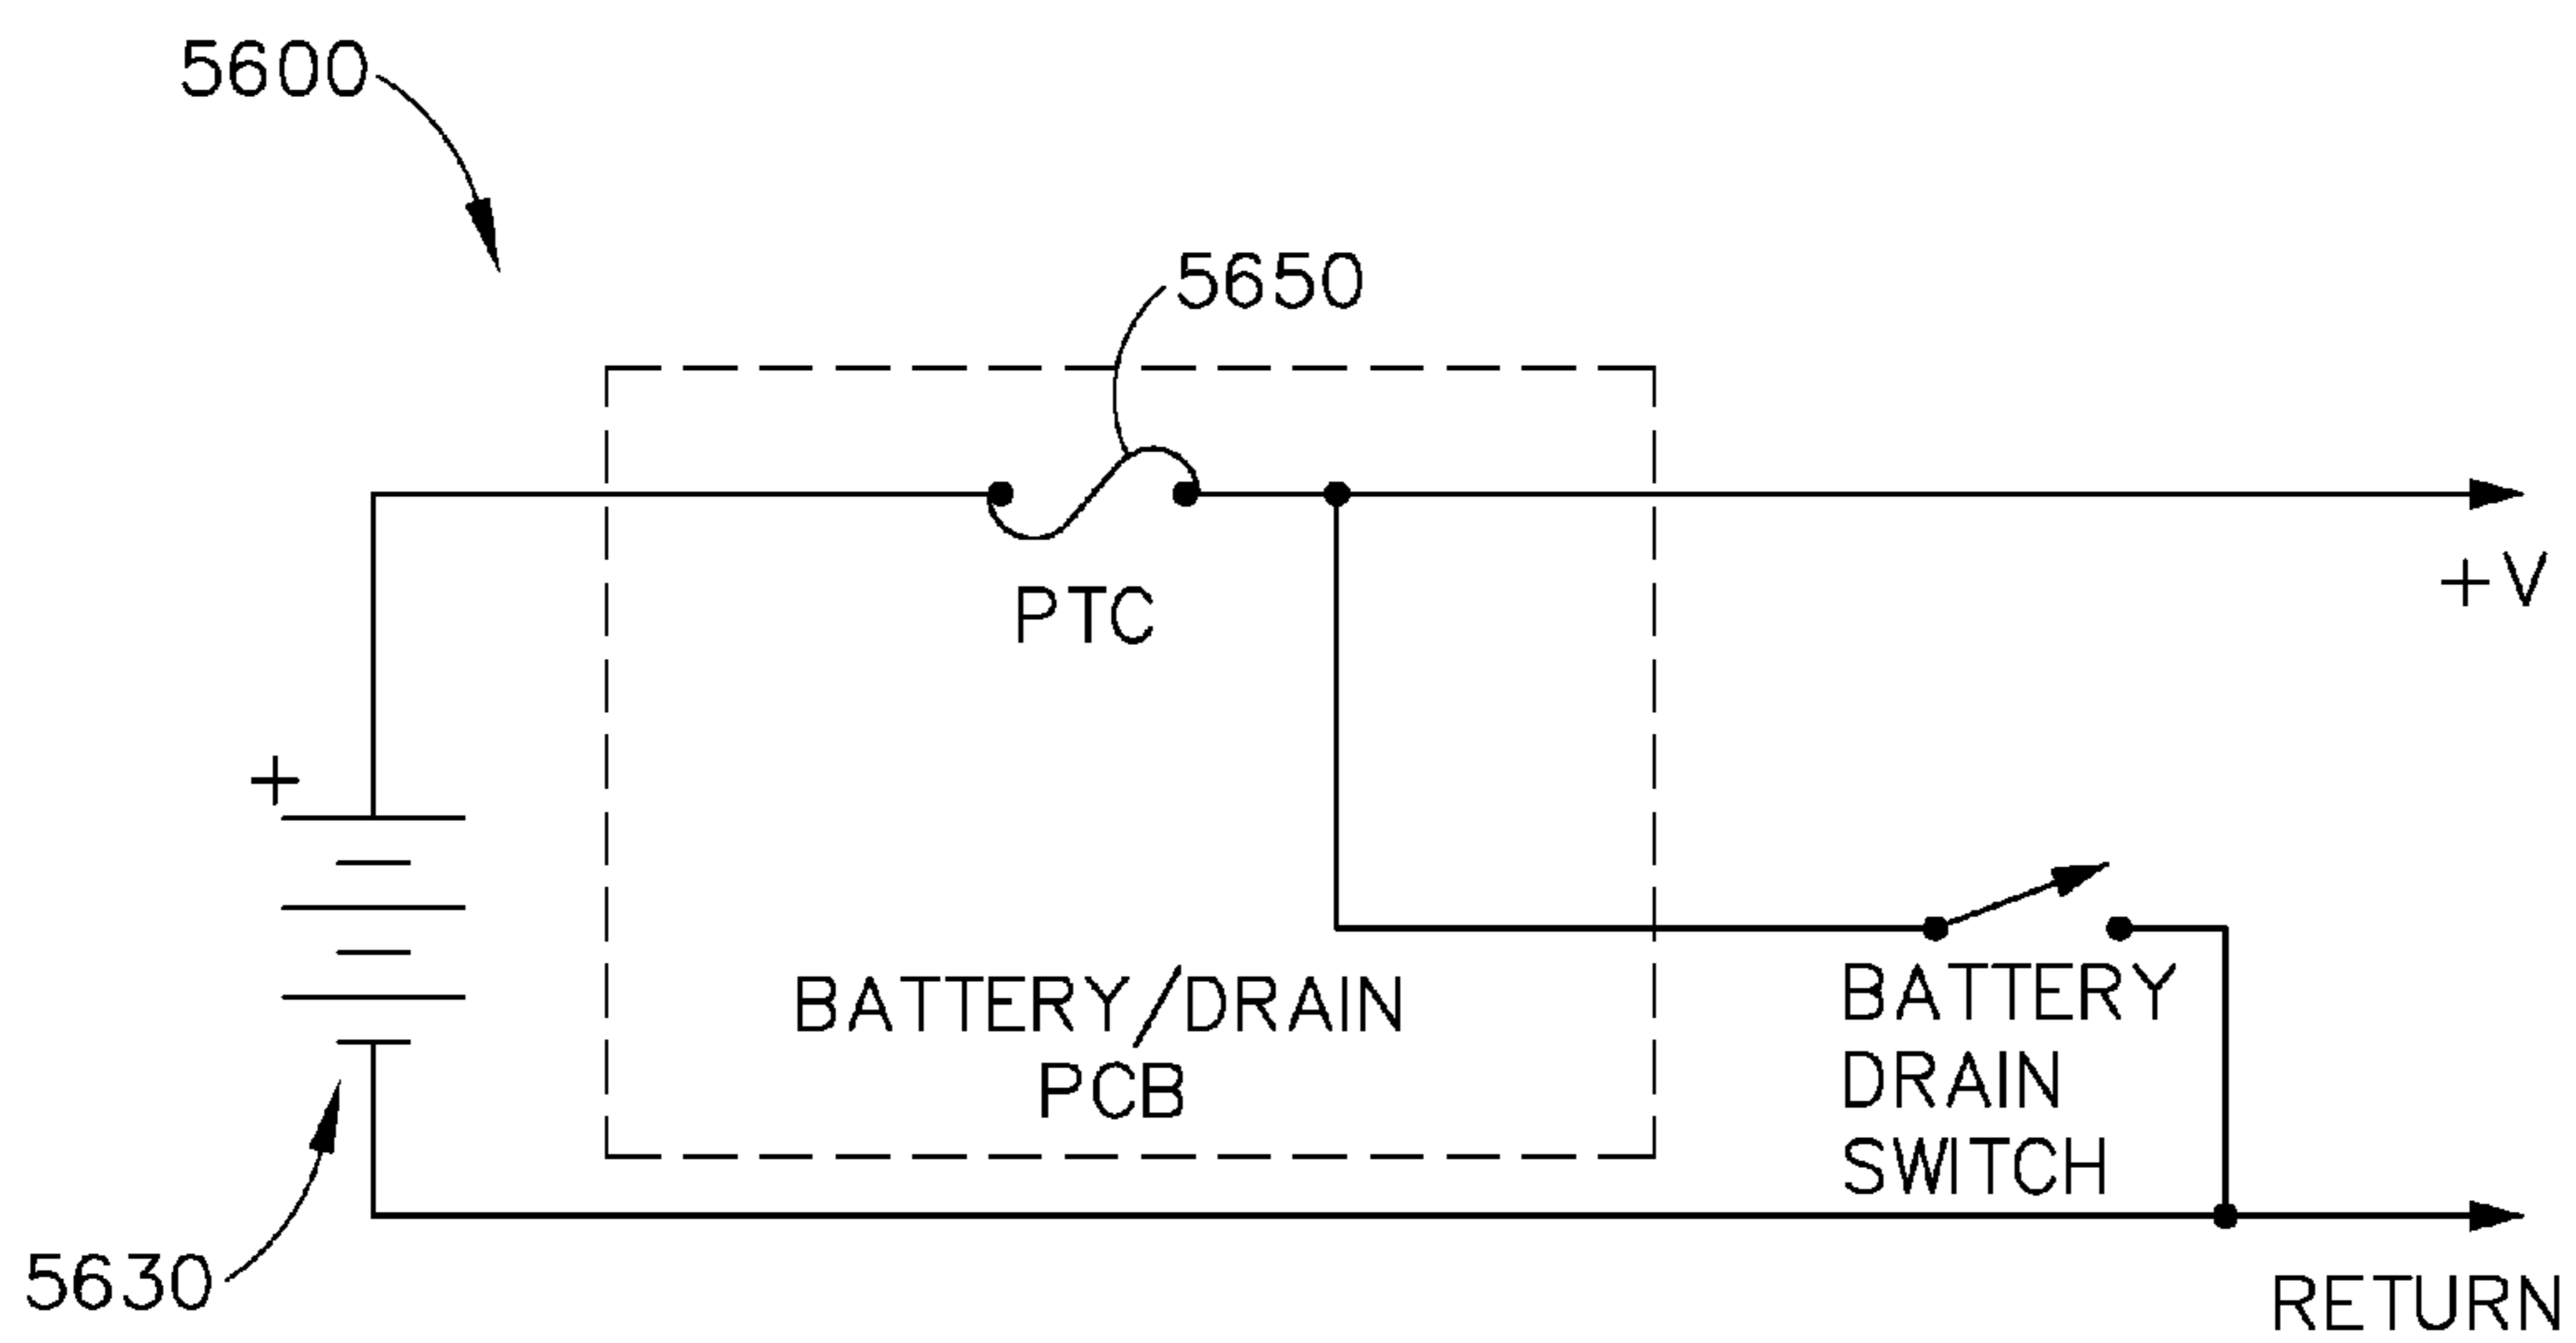 5600
5650
+V
PTC
+
BATTERY/DRAIN
PCB
BATTERY
DRAIN
SWITCH
5630
RETURN